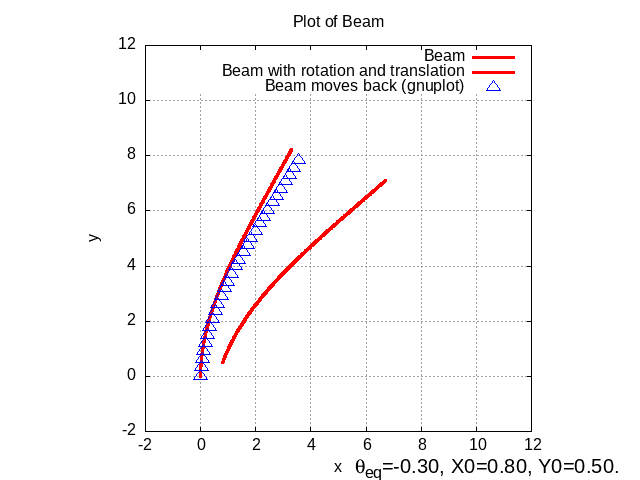 Plot of Beam
12
Beam
Beam with rotation and translation
Beam moves back (gnuplot)
10
8
6
y
4
2
0
-2
-2 0 2 4 6 8 10 12
x θeq=-0.30, X0=0.80, Y0=0.50.